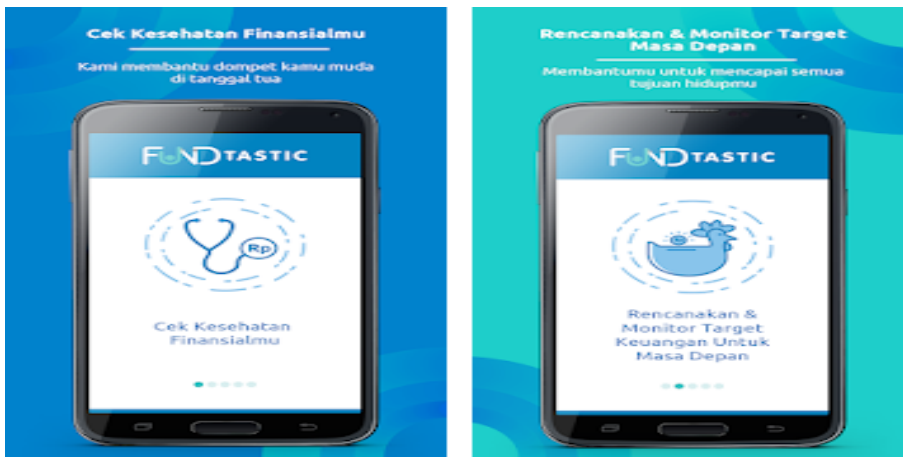 Cek Kesehatan Finansialmu
Kami membantu dompet kamu muda
di tanggal tua
FUNDTASTIC
Rp
Cek Kesehatan
Finansialmu
Rencanakan & Monitor Target
Masa Depan
Membantumu untuk mencapai semua
tujuan hidupmu
FUNDTASTIC
Rencanakan &
Monitor Target
Keuangan Untuk
Masa Depan